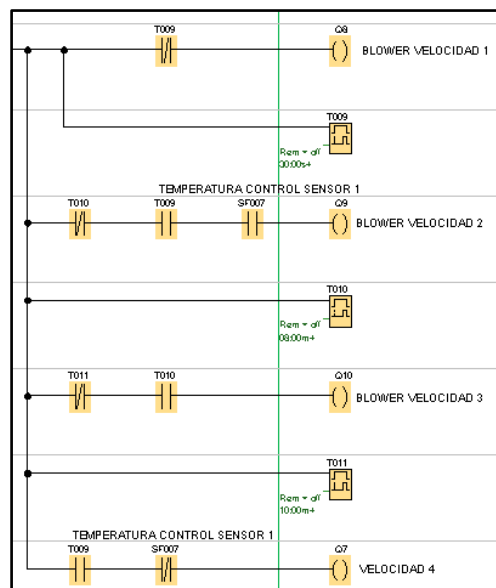 T009
Q8
BLOWER VELOCIDAD 1
T009
Rem = off
30:00s+
TEMPERATURA CONTROL SENSOR 1
T010
T009
SF007
Q9
BLOWER VELOCIDAD 2
T010
Rem = off
08:00m+
T011
T010
Q10
BLOWER VELOCIDAD 3
T011
Rem = off
10:00m+
TEMPERATURA CONTROL SENSOR 1
T009
SF007
Q7
VELOCIDAD 4